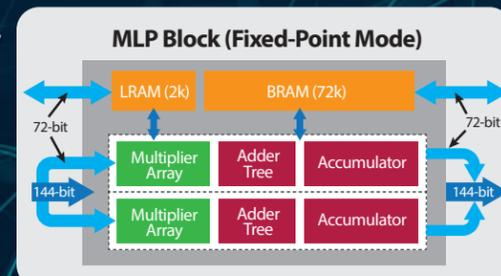 MLP Block (Fixed-Point Mode)
LRAM (2k)
BRAM (72k)
72-bit
72-bit
Multiplier
Array
Adder
Tree
Accumulator
144-bit
144-bit
Multiplier
Array
Adder
Tree
Accumulator